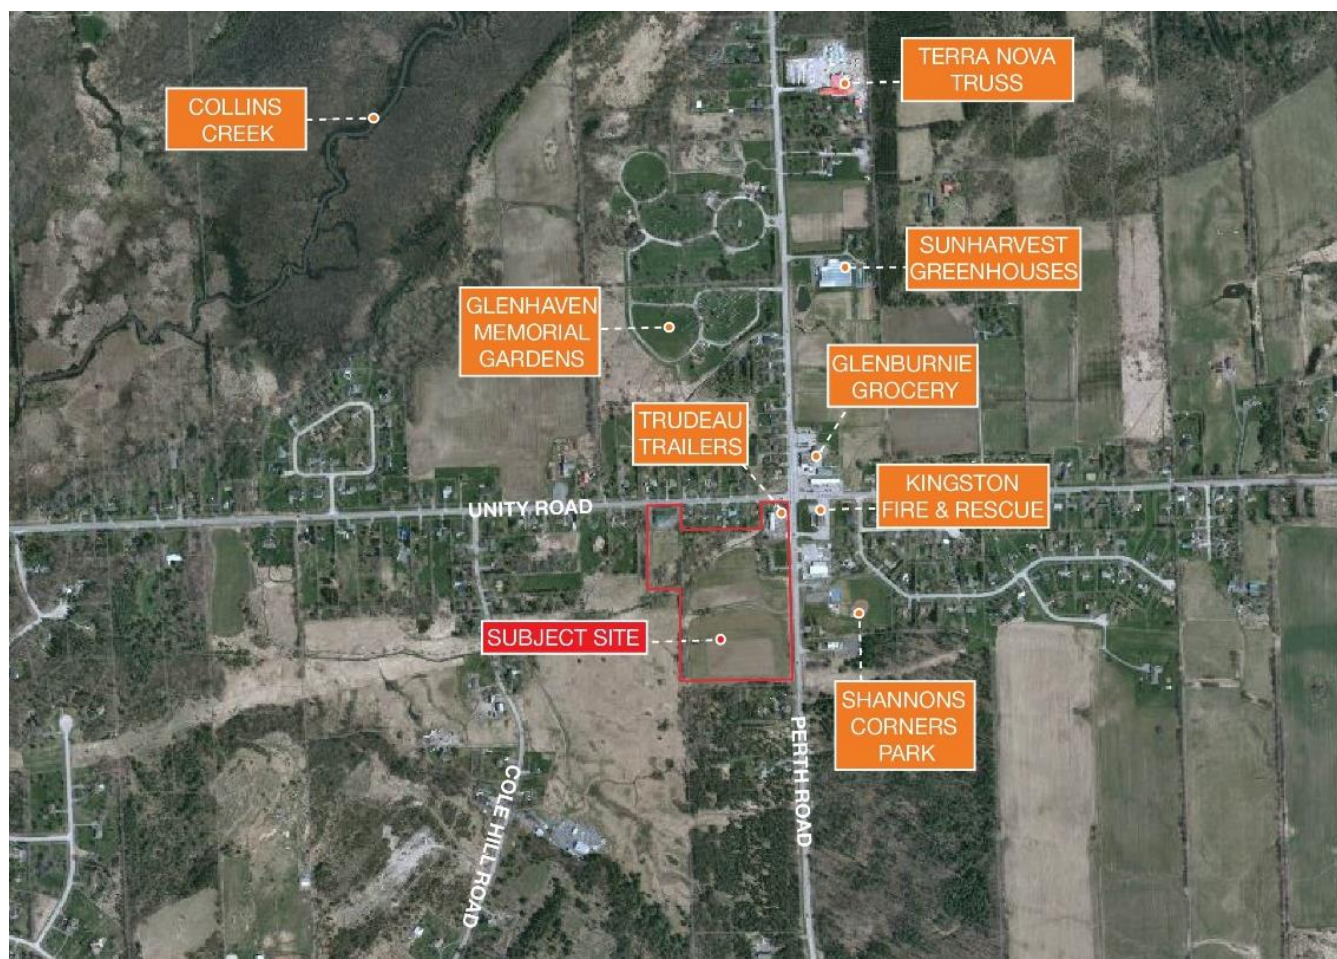 TERRA NOVA
TRUSS
COLLINS
CREEK
SUNHARVEST
GREENHOUSES
GLENHAVEN
MEMORIAL
GARDENS
GLENBURNIE
GROCERY
TRUDEAU
TRAILERS
KINGSTON
FIRE & RESCUE
UNITY ROAD
SUBJECT SITE
SHANNONS
CORNERS
PARK
PERTH ROAD
COLE HILL ROAD